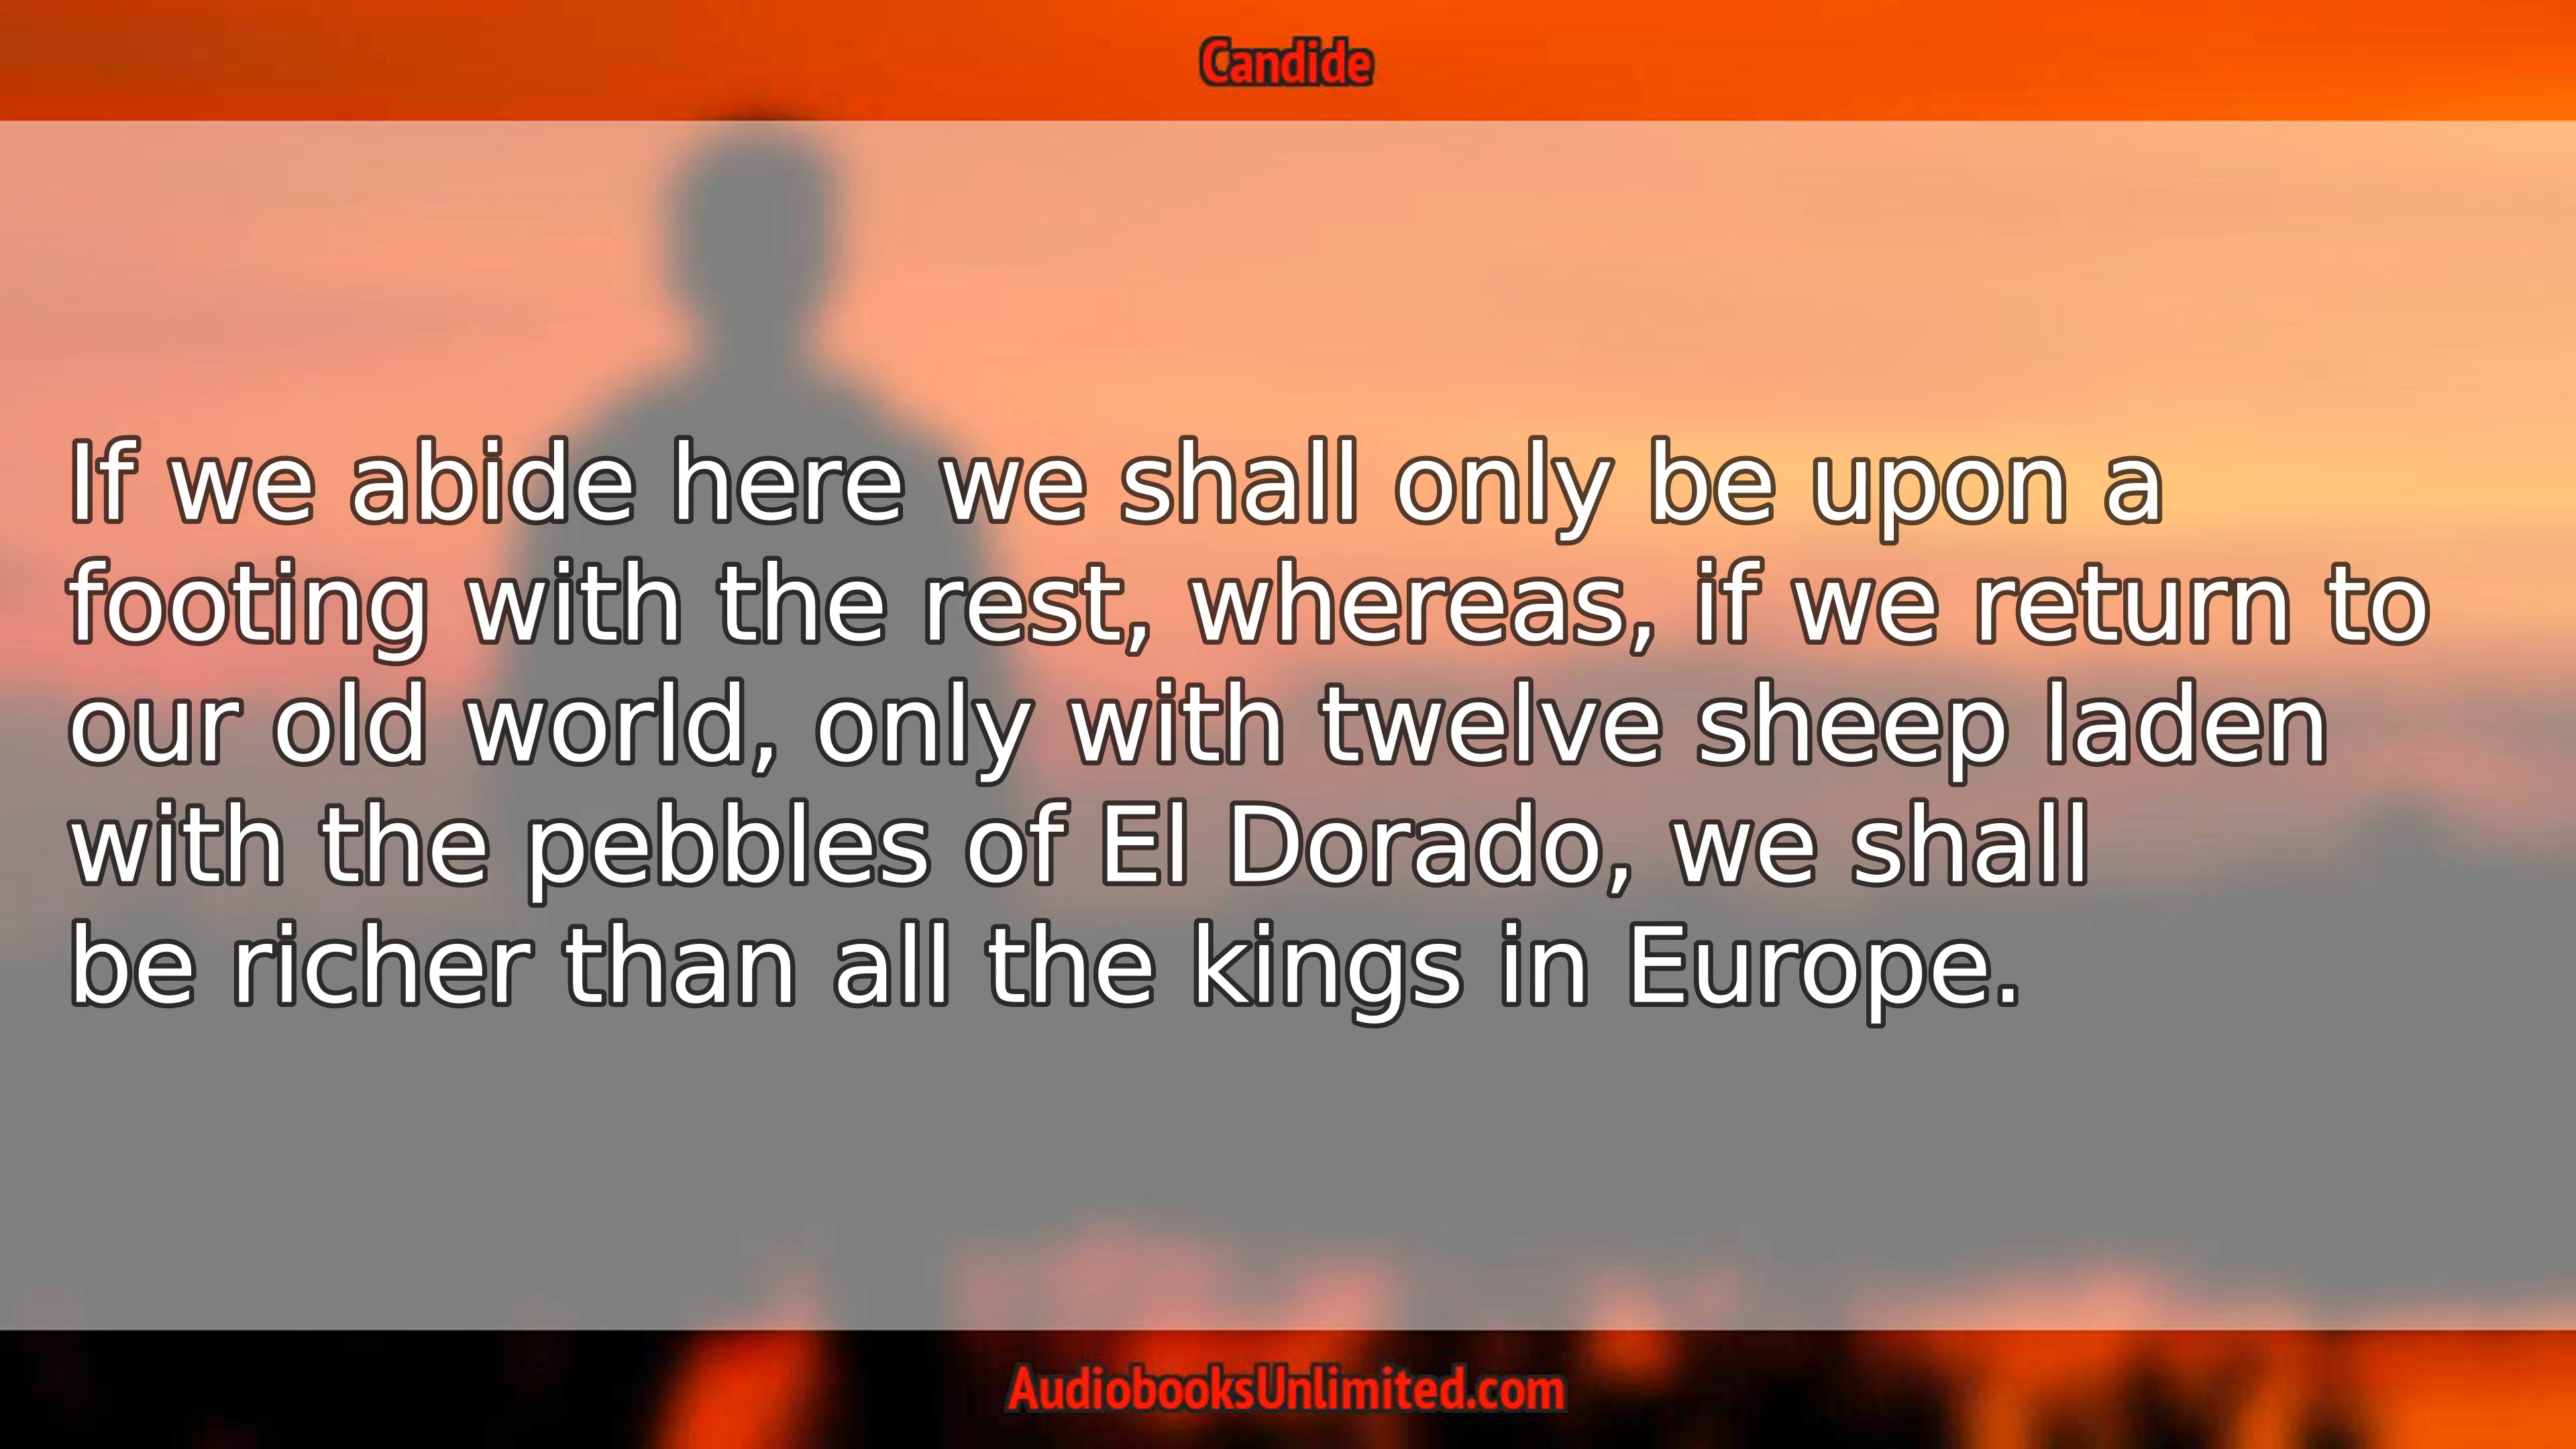 Candide
If we abide here we shall only be upon a
footing with the rest, whereas, if we return to
our old world, only with twelve sheep laden
with the pebbles of El Dorado, we shall
be richer than all the kings in Europe.
AudiobooksUnlimited.com